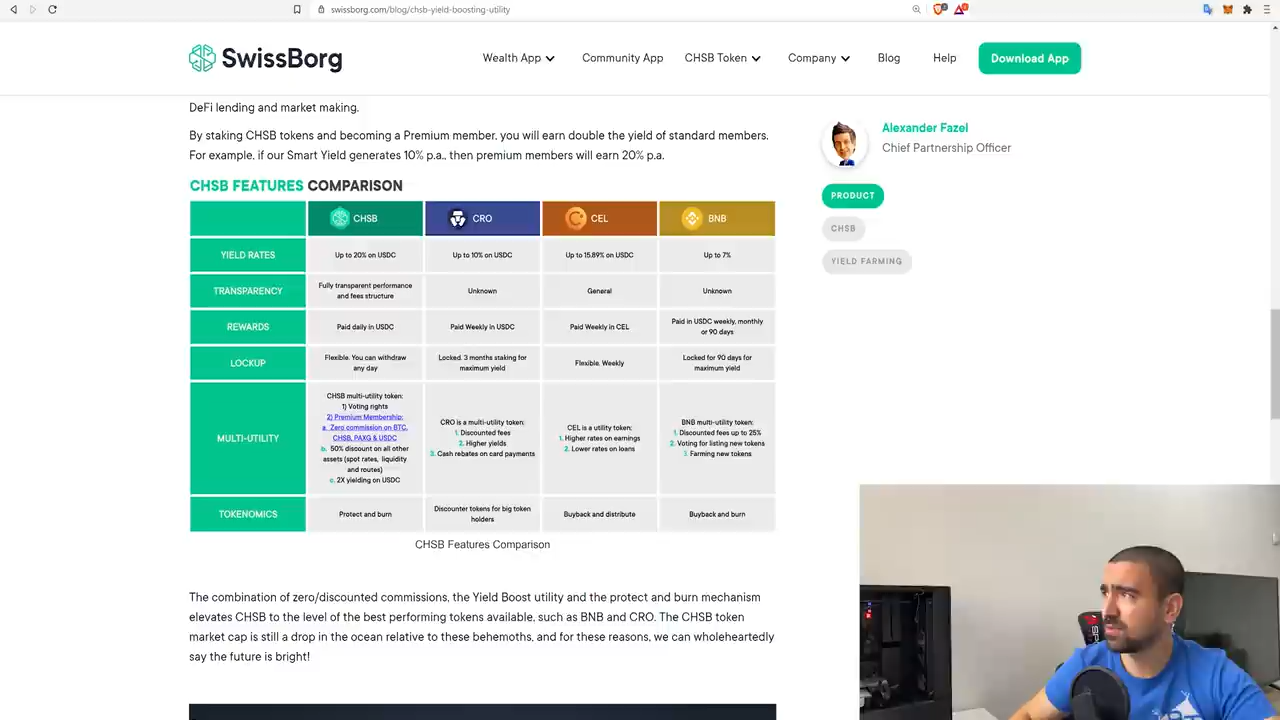 swissborg.com/blog/chsb-yield-boosting-utility
SwissBorg
Wealth App
Community App
CHSB Token
Company
Blog
Help
Download App
DeFi lending and market making.
By staking CHSB tokens and becoming a Premium member, you will earn double the yield of standard members.
For example, if our Smart Yield generates 10% p.a., then premium members will earn 20% p.a.
Alexander Fazel
Chief Partnership Officer
PRODUCT
CHSB
YIELD FARMING
CHSB FEATURES COMPARISON
CHSB
CRO
CEL
BNB
YIELD RATES
Up to 20% on USDC
Up to 10% on USDC
Up to 15.89% on USDC
Up to 7%
TRANSPARENCY
Fully transparent performance
and fees structure
Unknown
General
Unknown
REWARDS
Paid daily in USDC
Paid Weekly in USDC
Paid Weekly in CEL
Paid in USDC weekly, monthly
or 90 days
LOCKUP
Flexible. You can withdraw
any day
Locked. 3 months staking for
maximum yield
Flexible, Weekly
Locked for 90 days for
maximum yield
MULTI-UTILITY
CHSB multi-utility token:
1) Voting rights
2) Premium Membership:
a. Zero commission on BTC,
CHSB, PAXG & USDC
b. 50% discount on all other
assets (spot rates, liquidity
and routes)
c. 2X yielding on USDC
CRO is a multi-utility token:
1. Discounted fees
2. Higher yields
3. Cash rebates on card payments
CEL is a utility token:
1. Higher rates on earnings
2. Lower rates on loans
BNB multi-utility token:
1. Discounted fees up to 25%
2. Voting for listing new tokens
3. Farming new tokens
TOKENOMICS
Protect and burn
Discounter tokens for big token
holders
Buyback and distribute
Buyback and burn
CHSB Features Comparison
The combination of zero/discounted commissions, the Yield Boost utility and the protect and burn mechanism
elevates CHSB to the level of the best performing tokens available, such as BNB and CRO. The CHSB token
market cap is still a drop in the ocean relative to these behemoths, and for these reasons, we can wholeheartedly
say the future is bright!